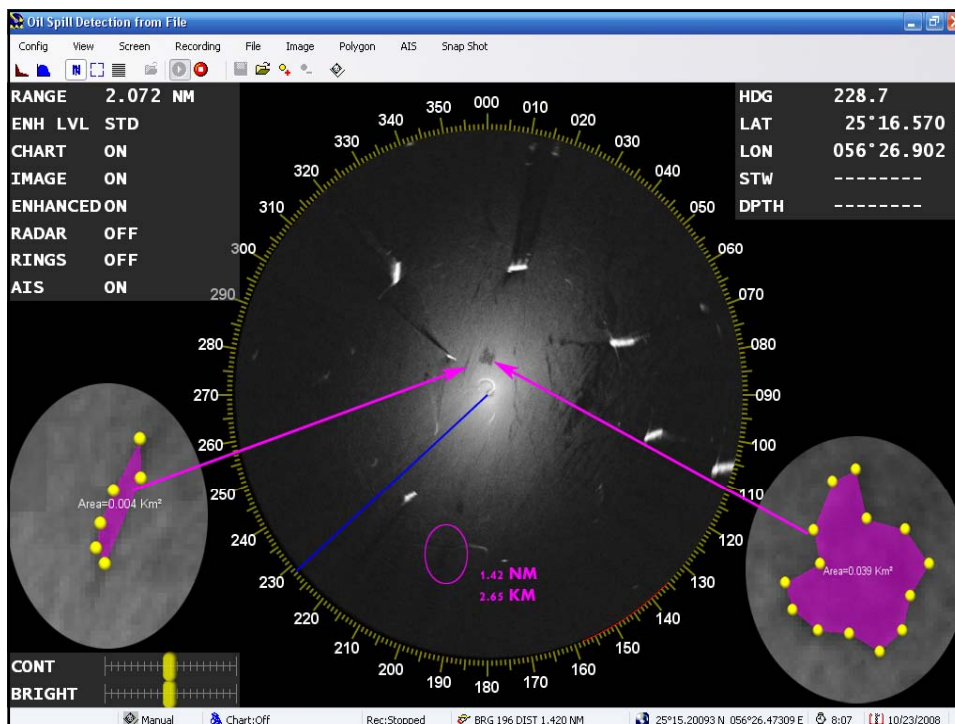 Oil Spill Detection from File
Config View Screen Recording File Image Polygon AIS Snap Shot
RANGE 2.072 NM
ENH LVL STD
CHART ON
IMAGE ON
ENHANCED ON
RADAR OFF
RINGS OFF
AIS ON
HDG 228.7
LAT 25°16.570
LON 056°26.902
STW --------
DPTH --------
000
010
020
030
040
050
060
070
080
090
100
110
120
130
140
150
160
170
180
190
200
210
220
230
240
250
260
270
280
290
300
310
320
330
340
350
Area=0.004 Km²
Area=0.039 Km²
1.42 NM
2.65 KM
CONT
BRIGHT
Manual Chart:Off Rec:Stopped BRG 196 DIST 1.420 NM 25°15.20093 N 056°26.47309 E 8:07 10/23/2008